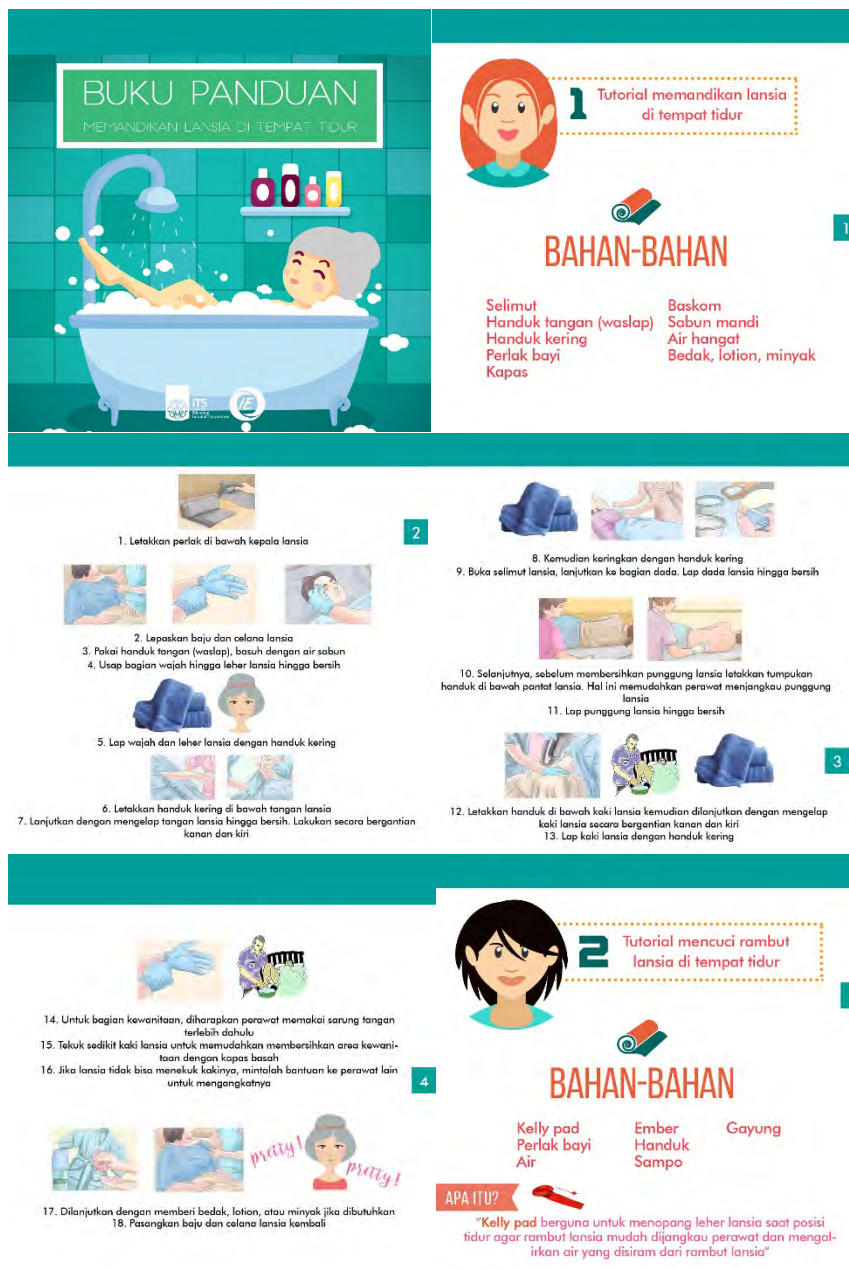 BUKU PANDUAN
MEMANDIKAN LANSIA DI TEMPAT TIDUR
ITS
1
Tutorial memandikan lansia
di tempat tidur
BAHAN-BAHAN
1
Selimut
Handuk tangan (waslap)
Handuk kering
Perlak bayi
Kapas
Baskom
Sabun mandi
Air hangat
Bedak, lotion, minyak
1. Letakkan perlak di bawah kepala lansia
2
2. Lepaskan baju dan celana lansia
3. Pakai handuk tangan (waslap), basuh dengan air sabun
4. Usap bagian wajah hingga leher lansia hingga bersih
5. Lap wajah dan leher lansia dengan handuk kering
6. Letakkan handuk kering di bawah tangan lansia
7. Lanjutkan dengan mengelap tangan lansia hingga bersih. Lakukan secara bergantian
kanan dan kiri
8. Kemudian keringkan dengan handuk kering
9. Buka selimut lansia, lanjutkan ke bagian dada. Lap dada lansia hingga bersih
10. Selanjutnya, sebelum membersihkan punggung lansia letakkan tumpukan
handuk di bawah pantat lansia. Hal ini memudahkan perawat menjangkau punggung
lansia
11. Lap punggung lansia hingga bersih
3
12. Letakkan handuk di bawah kaki lansia kemudian dilanjutkan dengan mengelap
kaki lansia secara bergantian kanan dan kiri
13. Lap kaki lansia dengan handuk kering
14. Untuk bagian kewanitaan, diharapkan perawat memakai sarung tangan
terlebih dahulu
15. Tekuk sedikit kaki lansia untuk memudahkan membersihkan area kewani-
taan dengan kapas basah
16. Jika lansia tidak bisa menekuk kakinya, mintalah bantuan ke perawat lain
untuk mengangkatnya
4
pretty!
pretty!
17. Dilanjutkan dengan memberi bedak, lotion, atau minyak jika dibutuhkan
18. Pasangkan baju dan celana lansia kembali
2
Tutorial mencuci rambut
lansia di tempat tidur
BAHAN-BAHAN
Kelly pad
Perlak bayi
Air
Ember
Handuk
Sampo
Gayung
APA ITU?
"Kelly pad berguna untuk menopang leher lansia saat posisi
tidur agar rambut lansia mudah dijangkau perawat dan mengal-
irkan air yang disiram dari rambut lansia"